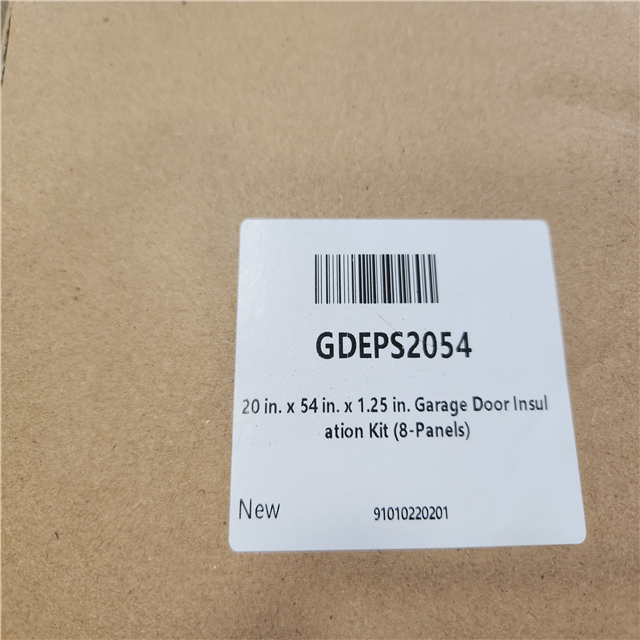 GDEPS2054
20 in. x 54 in. x 1.25 in. Garage Door Insul
ation Kit (8-Panels)
New 91010220201